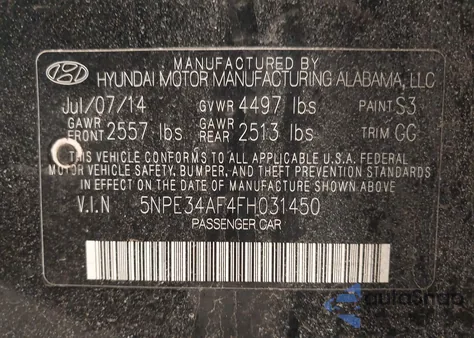 MANUFACTURED BY
HYUNDAI MOTOR MANUFACTURING ALABAMA, LLC
Jul/07/14 GVWR 4497 lbs PAINT S3
GAWR FRONT 2557 lbs GAWR REAR 2513 lbs TRIM GG
THIS VEHICLE CONFORMS TO ALL APPLICABLE U.S.A. FEDERAL
MOTOR VEHICLE SAFETY, BUMPER, AND THEFT PREVENTION STANDARDS
IN EFFECT ON THE DATE OF MANUFACTURE SHOWN ABOVE
V.I.N 5NPE34AF4FH031450
PASSENGER CAR
autosnap